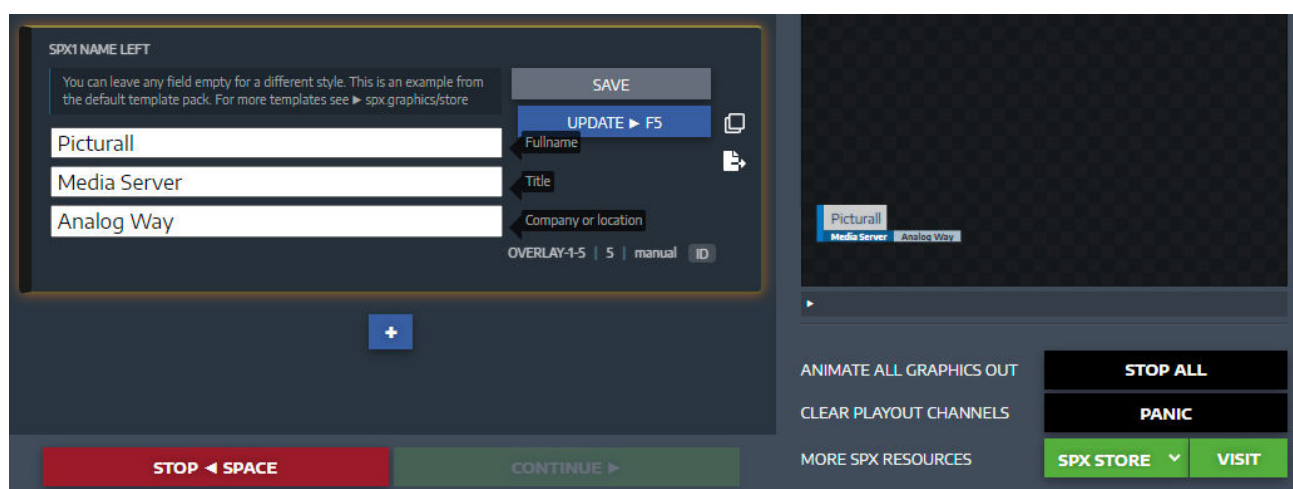 SPX1 NAME LEFT
You can leave any field empty for a different style. This is an example from
the default template pack. For more templates see ► spx.graphics/store
SAVE
UPDATE ► F5
Picturall
Fullname
Media Server
Title
Analog Way
Company or location
OVERLAY-1-5 | 5 | manual ID
+
STOP ◄ SPACE
CONTINUE ►
Picturall
Media Server Analog Way
►
ANIMATE ALL GRAPHICS OUT STOP ALL
CLEAR PLAYOUT CHANNELS PANIC
MORE SPX RESOURCES SPX STORE VISIT